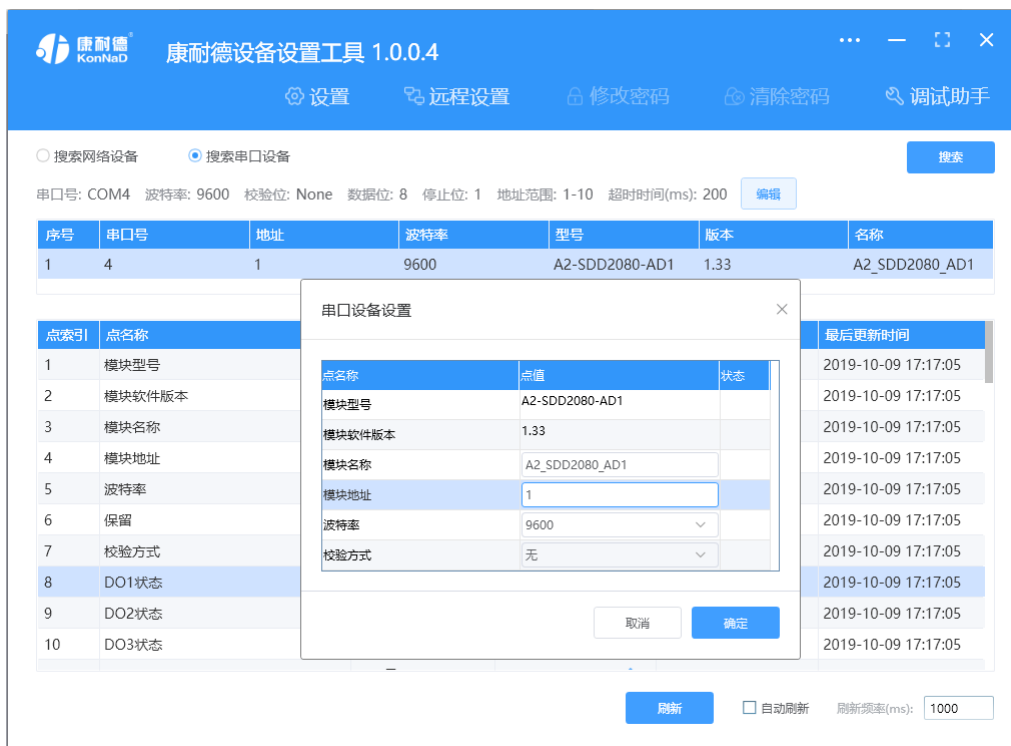 康耐德®
KonNaD
康耐德设备设置工具 1.0.0.4
设置 远程设置 修改密码 清除密码 调试助手
搜索网络设备 搜索串口设备 搜索
串口号: COM4 波特率: 9600 校验位: None 数据位: 8 停止位: 1 地址范围: 1-10 超时时间(ms): 200 编辑
序号 串口号 地址 波特率 型号 版本 名称
1 4 1 9600 A2-SDD2080-AD1 1.33 A2_SDD2080_AD1
串口设备设置
点索引 点名称 最后更新时间
1 模块型号 2019-10-09 17:17:05
2 模块软件版本 2019-10-09 17:17:05
3 模块名称 2019-10-09 17:17:05
4 模块地址 2019-10-09 17:17:05
5 波特率 2019-10-09 17:17:05
6 保留 2019-10-09 17:17:05
7 校验方式 2019-10-09 17:17:05
8 DO1状态 2019-10-09 17:17:05
9 DO2状态 2019-10-09 17:17:05
10 DO3状态 2019-10-09 17:17:05
点名称 点值 状态
模块型号 A2-SDD2080-AD1
模块软件版本 1.33
模块名称 A2_SDD2080_AD1
模块地址 1
波特率 9600
校验方式 无
取消 确定
刷新 自动刷新 刷新频率(ms): 1000